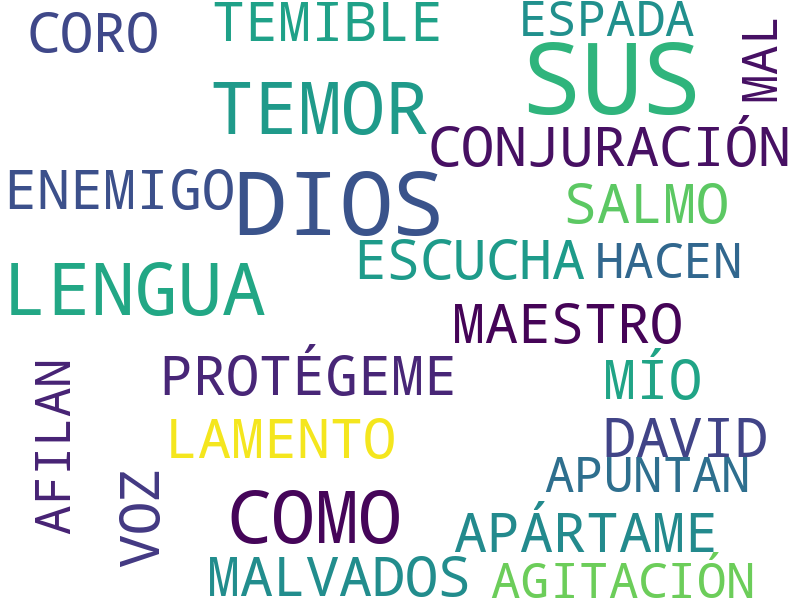 CORO
TEMIBLE
ESPADA
SUS
MAL
TEMOR
CONJURACIÓN
ENEMIGO
DIOS
SALMO
ESCUCHA
HACEN
LENGUA
MAESTRO
PROTÉGEME
MÍO
AFILAN
LAMENTO
DAVID
APUNTAN
VOZ
COMO
APÁRTAME
MALVADOS
AGITACIÓN